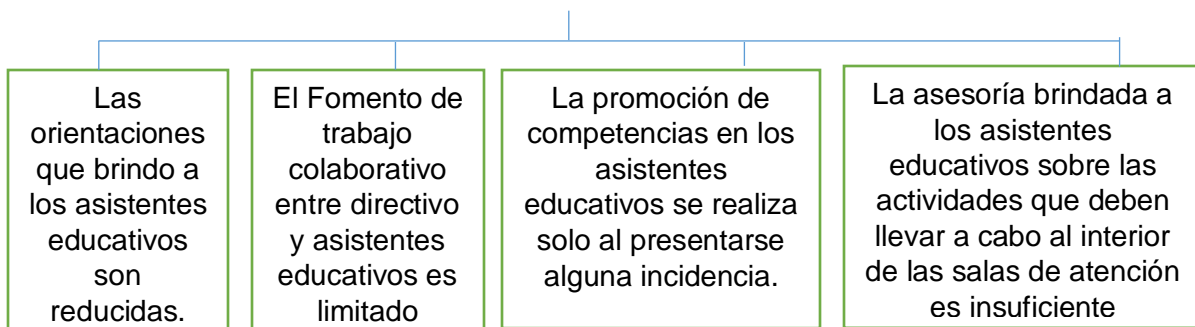 Las
orientaciones
que brindo a
los asistentes
educativos
son
reducidas.
El Fomento de
trabajo
colaborativo
entre directivo
y asistentes
educativos es
limitado
La promoción de
competencias en los
asistentes
educativos se realiza
solo al presentarse
alguna incidencia.
La asesoría brindada a
los asistentes
educativos sobre las
actividades que deben
llevar a cabo al interior
de las salas de atención
es insuficiente